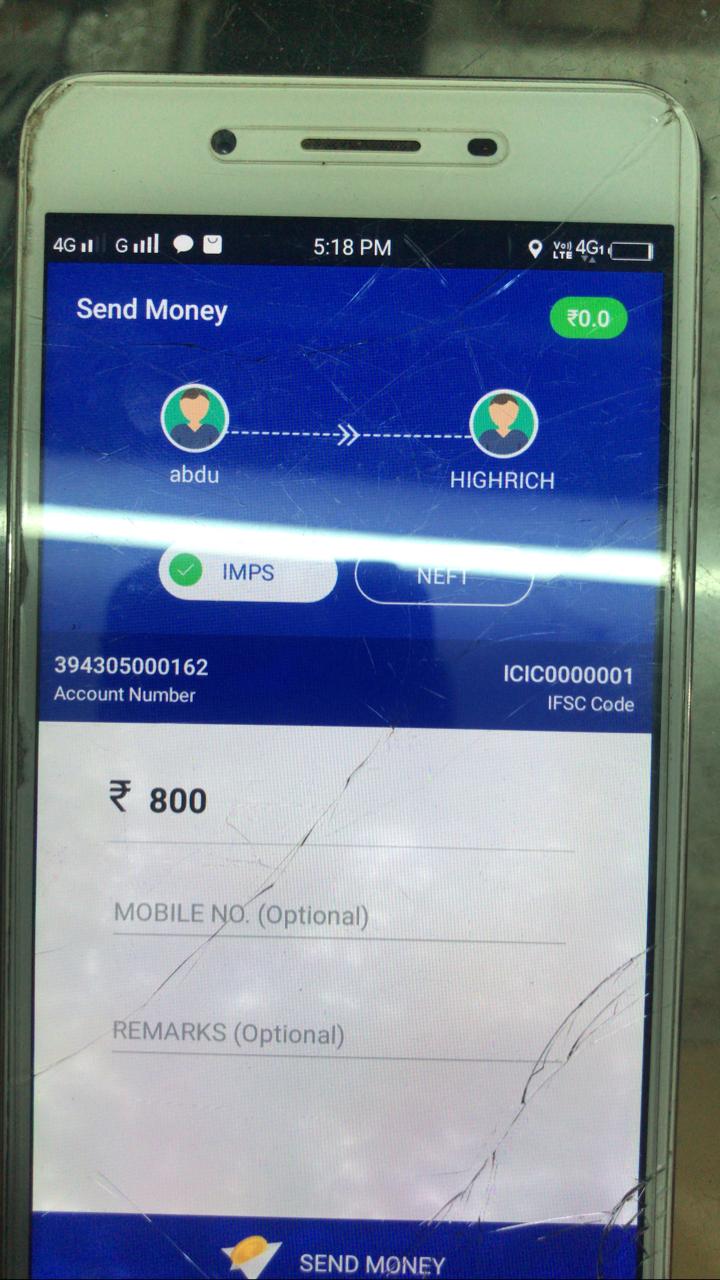 4G G 5:18 PM Vo)) LTE 4G1
Send Money ₹0.0
abdu HIGHRICH
IMPS NEFT
394305000162 ICIC0000001
Account Number IFSC Code
₹ 800
MOBILE NO. (Optional)
REMARKS (Optional)
SEND MONEY